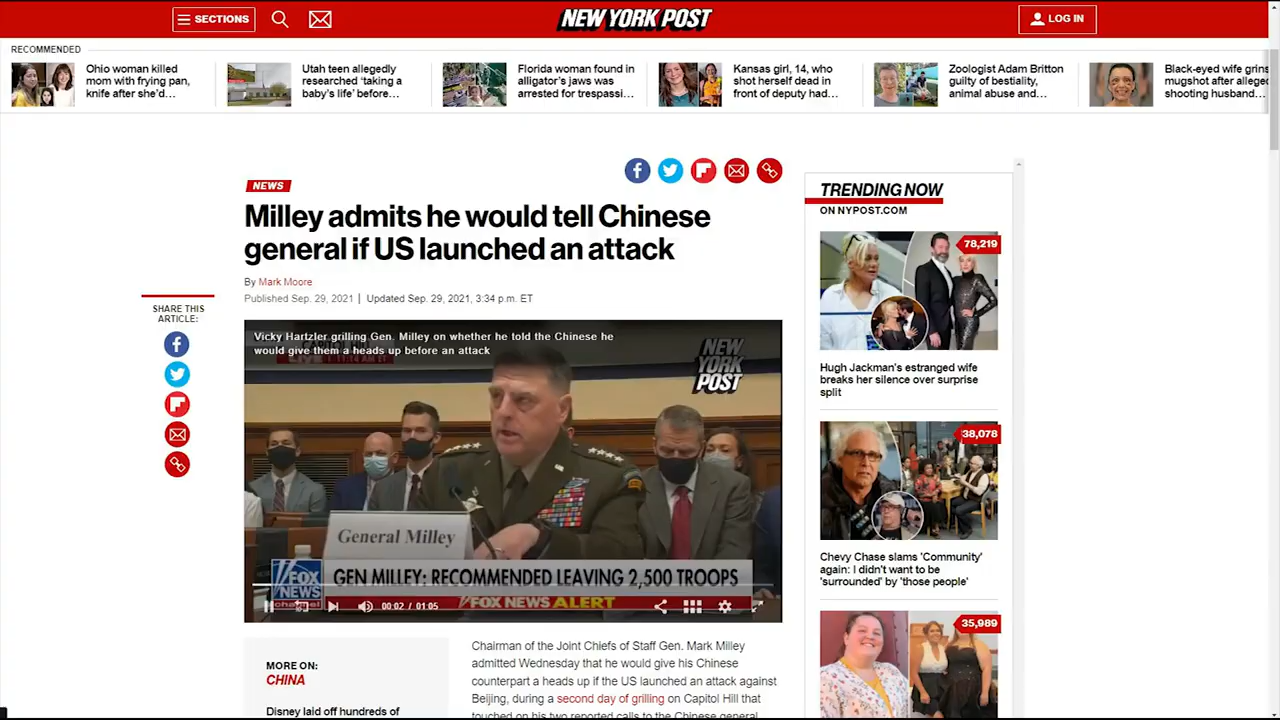 SECTIONS
NEW YORK POST
LOG IN
RECOMMENDED
Ohio woman killed
mom with frying pan,
knife after she'd...
Utah teen allegedly
researched 'taking a
baby's life' before...
Florida woman found in
alligator's jaws was
arrested for trespassi...
Kansas girl, 14, who
shot herself dead in
front of deputy had...
Zoologist Adam Britton
guilty of bestiality,
animal abuse and...
Black-eyed wife grins
mugshot after alleged
shooting husband...
NEWS
Milley admits he would tell Chinese
general if US launched an attack
By Mark Moore
Published Sep. 29, 2021 | Updated Sep. 29, 2021, 3:34 p.m. ET
SHARE THIS
ARTICLE:
Vicky Hartzler grilling Gen. Milley on whether he told the Chinese he
would give them a heads up before an attack
NEW
YORK
POST
General Milley
FOX
NEWS
channel
GEN MILLEY: RECOMMENDED LEAVING 2,500 TROOPS
FOX NEWS ALERT
00:02 / 01:05
MORE ON:
CHINA
Disney laid off hundreds of
Chairman of the Joint Chiefs of Staff Gen. Mark Milley
admitted Wednesday that he would give his Chinese
counterpart a heads up if the US launched an attack against
Beijing, during a second day of grilling on Capitol Hill that
touched on his two reported calls to the Chinese general
TRENDING NOW
ON NYPOST.COM
78,219
Hugh Jackman's estranged wife
breaks her silence over surprise
split
38,078
Chevy Chase slams 'Community'
again: I didn't want to be
'surrounded' by 'those people'
35,989